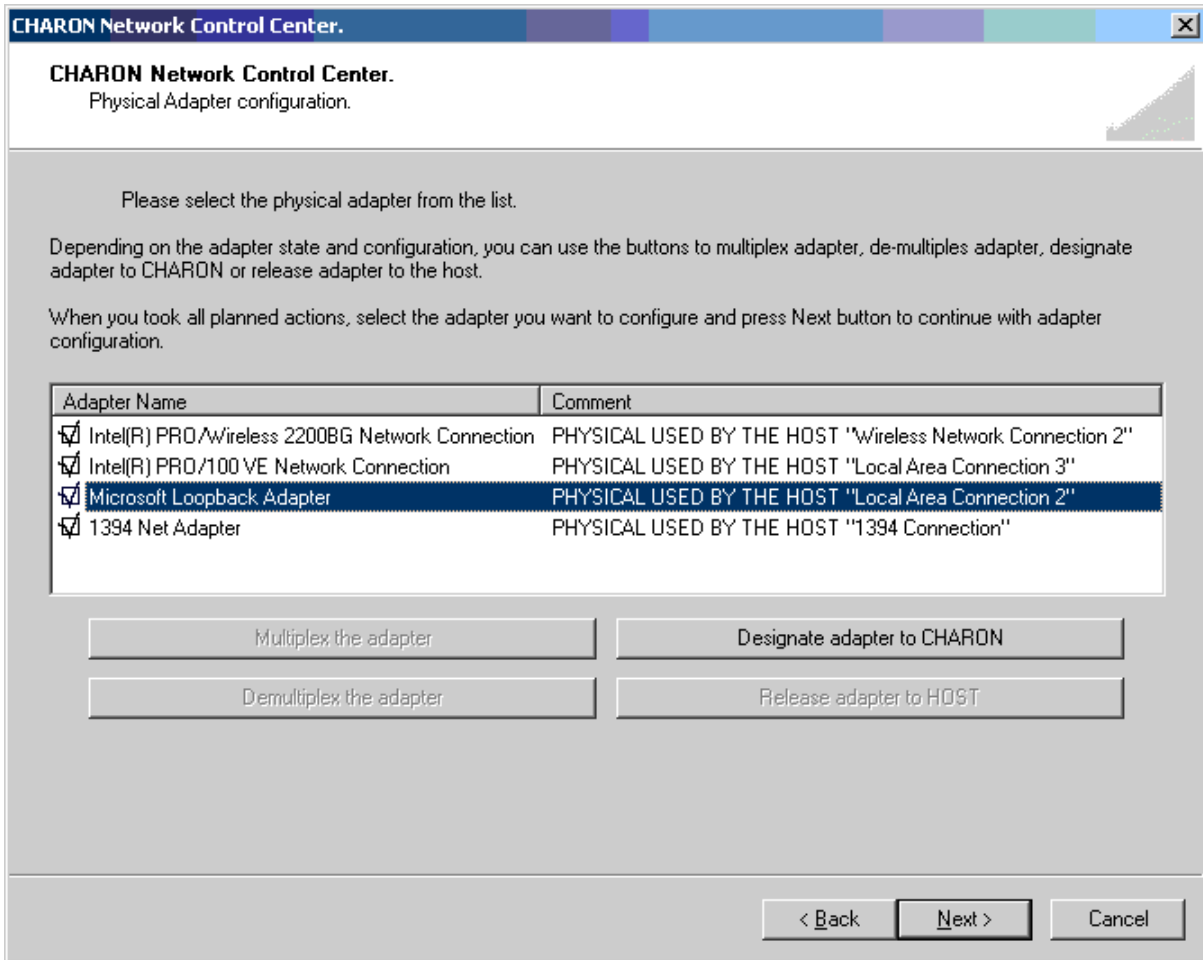 CHARON Network Control Center.
CHARON Network Control Center.
Physical Adapter configuration.
Please select the physical adapter from the list.
Depending on the adapter state and configuration, you can use the buttons to multiplex adapter, de-multiples adapter, designate
adapter to CHARON or release adapter to the host.
When you took all planned actions, select the adapter you want to configure and press Next button to continue with adapter
configuration.
Adapter Name Comment
Intel(R) PRO/Wireless 2200BG Network Connection PHYSICAL USED BY THE HOST "Wireless Network Connection 2"
Intel(R) PRO/100 VE Network Connection PHYSICAL USED BY THE HOST "Local Area Connection 3"
Microsoft Loopback Adapter PHYSICAL USED BY THE HOST "Local Area Connection 2"
1394 Net Adapter PHYSICAL USED BY THE HOST "1394 Connection"
Multiplex the adapter Designate adapter to CHARON
Demultiplex the adapter Release adapter to HOST
< Back Next > Cancel